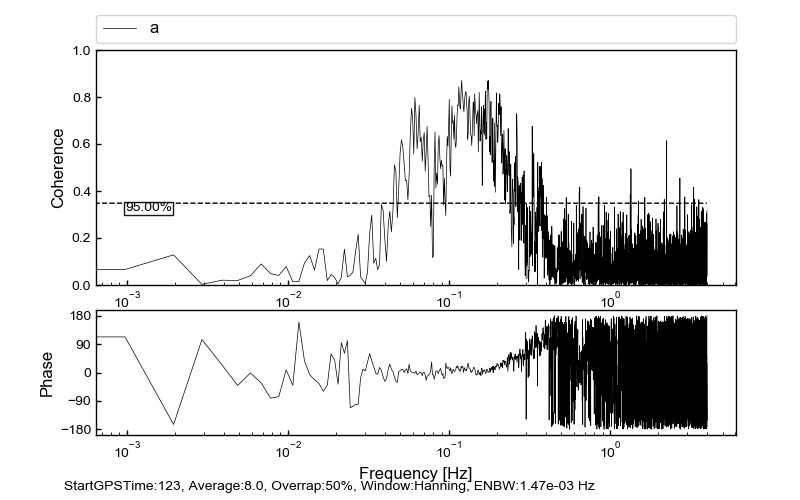 a
1.0
0.8
0.6
0.4
0.2
0.0
Coherence
95.00%
10⁻³ 10⁻² 10⁻¹ 10⁰
180
90
0
−90
−180
Phase
10⁻³ 10⁻² 10⁻¹ 10⁰
Frequency [Hz]
StartGPSTime:123, Average:8.0, Overrap:50%, Window:Hanning, ENBW:1.47e-03 Hz